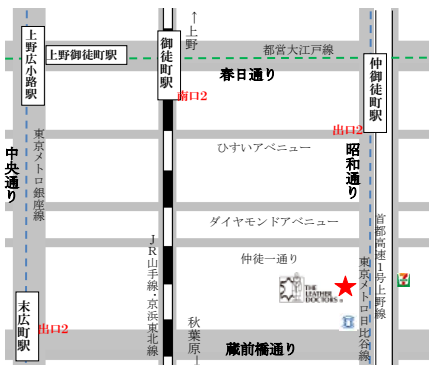 ↑上野
上野広小路駅
上野御徒町駅
御徒町駅
都営大江戸線
春日通り
仲御徒町駅
南口2
出口2
ひすいアベニュー
中央通り
東京メトロ銀座線
昭和通り
ダイヤモンドアベニュー
首都高速1号上野線
JR山手線・京浜東北線
仲徒一通り
THE
LEATHER
DOCTORS
東京メトロ日比谷線
7
末広町駅
出口2
秋葉原↓
蔵前橋通り